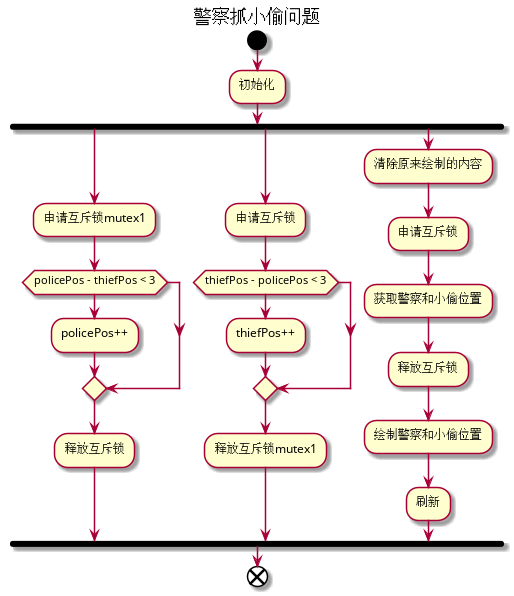 警察抓小偷问题
初始化
申请互斥锁mutex1
policePos - thiefPos < 3
policePos++
释放互斥锁
申请互斥锁
thiefPos - policePos < 3
thiefPos++
释放互斥锁mutex1
清除原来绘制的内容
申请互斥锁
获取警察和小偷位置
释放互斥锁
绘制警察和小偷位置
刷新